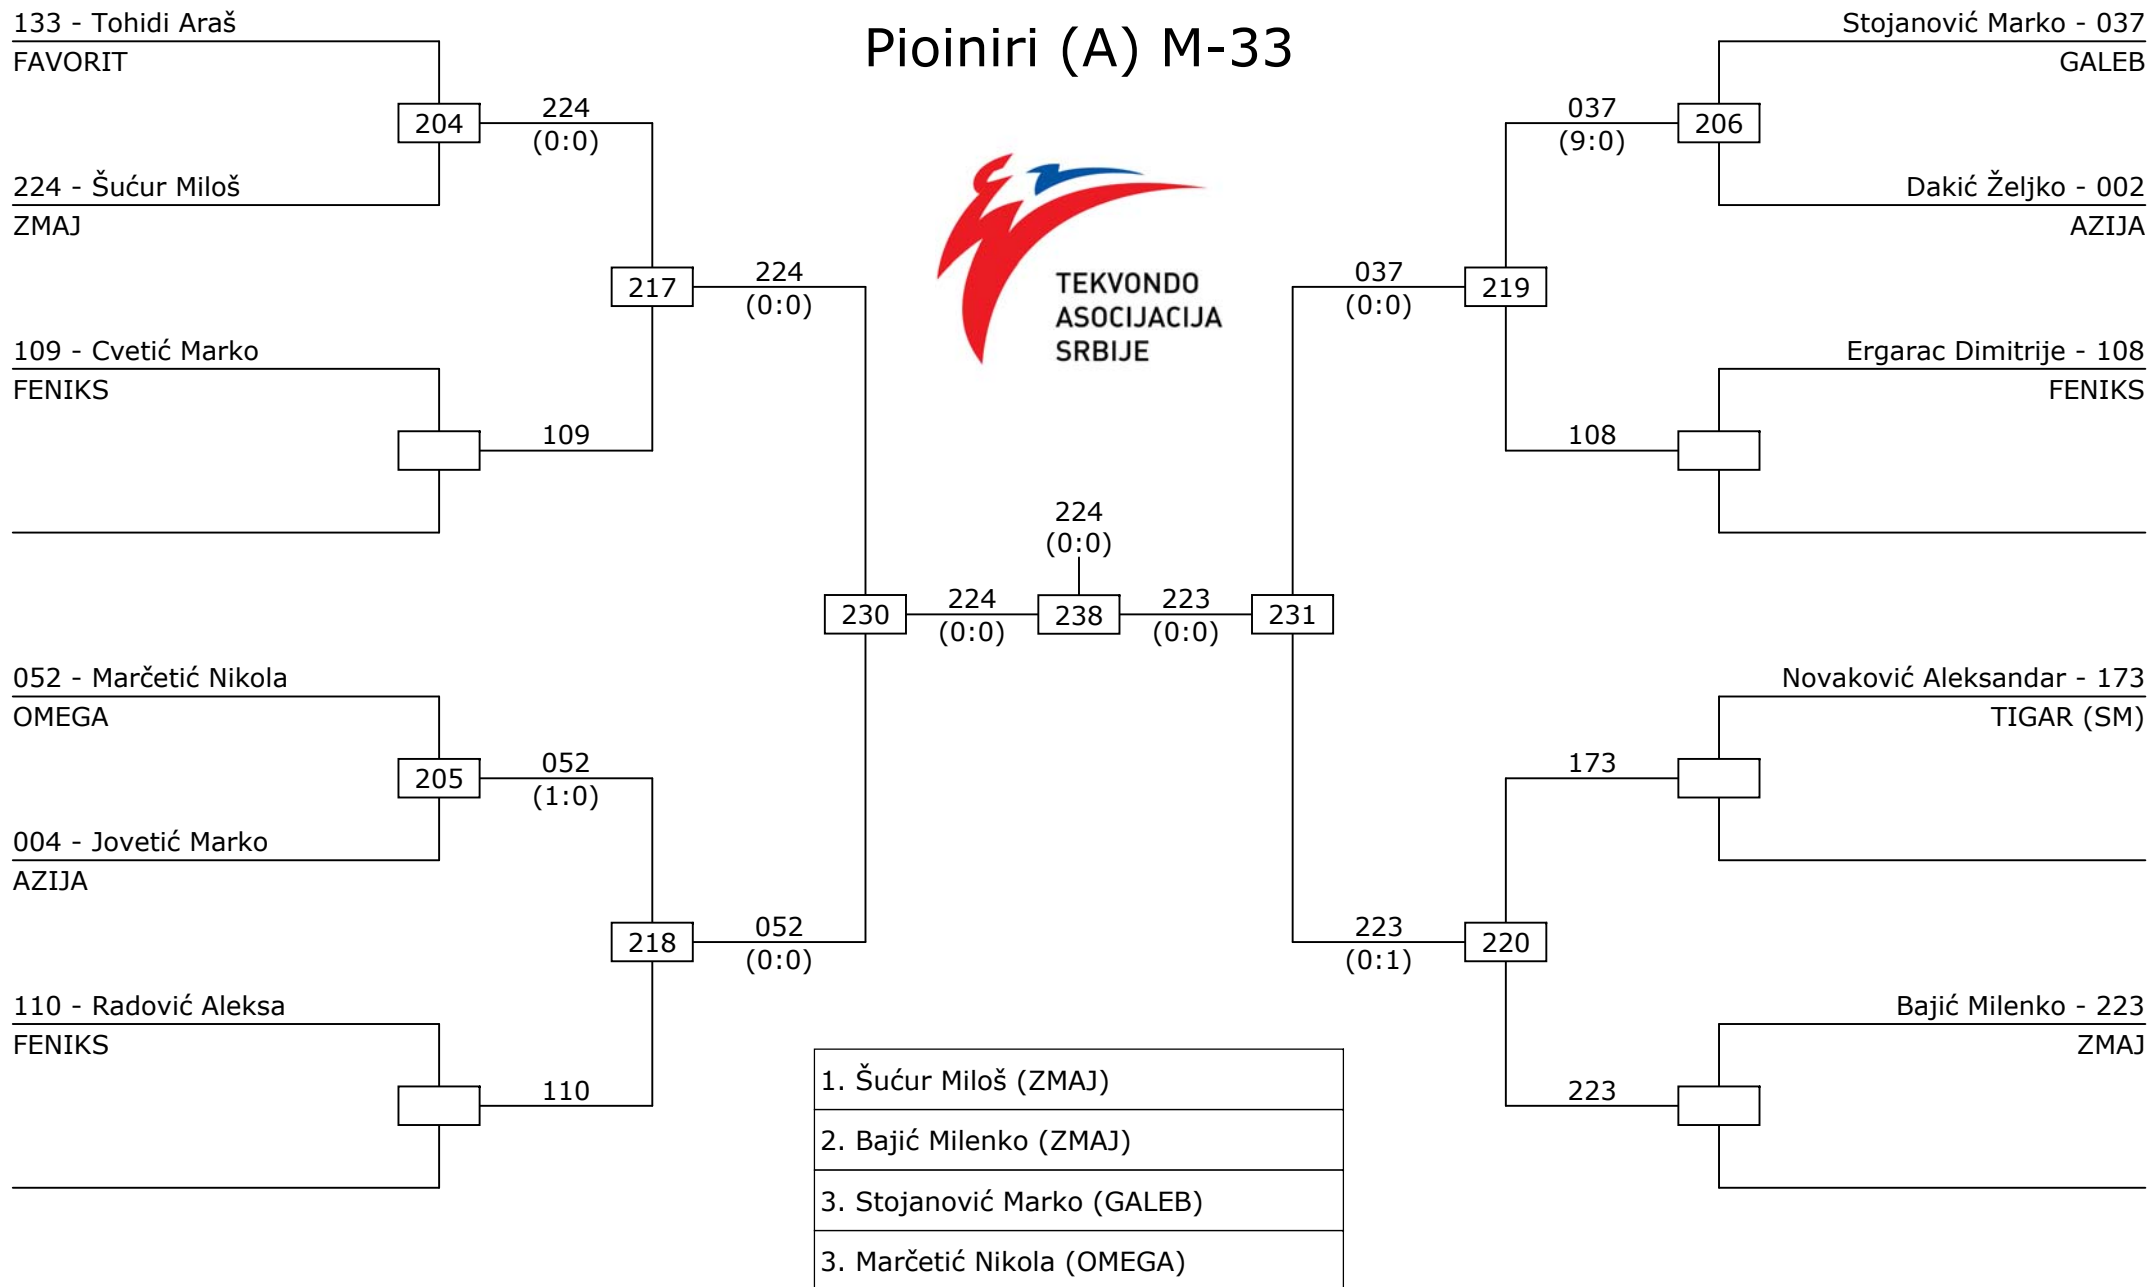 Pioiniri (A) M-33
TEKVONDO
ASOCIJACIJA
SRBIJE
133 - Tohidi Araš
FAVORIT
204
224
(0:0)
224 - Šućur Miloš
ZMAJ
217
224
(0:0)
109 - Cvetić Marko
FENIKS
109
052 - Marčetić Nikola
OMEGA
205
052
(1:0)
004 - Jovetić Marko
AZIJA
218
052
(0:0)
110 - Radović Aleksa
FENIKS
110
230
224
(0:0)
224
(0:0)
238
223
(0:0)
231
Stojanović Marko - 037
GALEB
037
(9:0)
206
Dakić Željko - 002
AZIJA
037
(0:0)
219
Ergarac Dimitrije - 108
FENIKS
108
Novaković Aleksandar - 173
TIGAR (SM)
173
223
(0:1)
220
Bajić Milenko - 223
ZMAJ
223
1. Šućur Miloš (ZMAJ)
2. Bajić Milenko (ZMAJ)
3. Stojanović Marko (GALEB)
3. Marčetić Nikola (OMEGA)